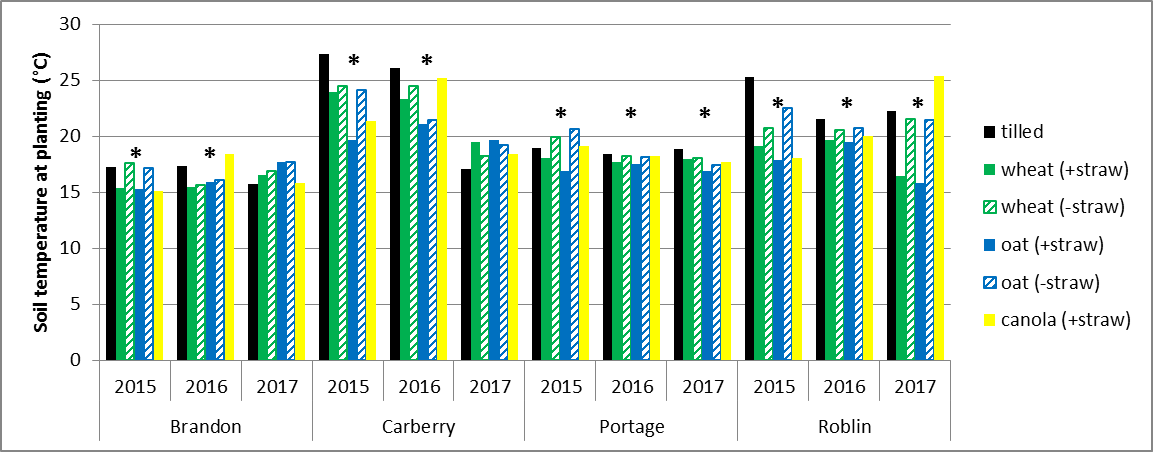 Soil temperature at planting (°C)
30
25
20
15
10
5
0
* * * * * * * * * *
2015 2016 2017 2015 2016 2017 2015 2016 2017 2015 2016 2017
Brandon Carberry Portage Roblin
tilled
wheat (+straw)
wheat (-straw)
oat (+straw)
oat (-straw)
canola (+straw)